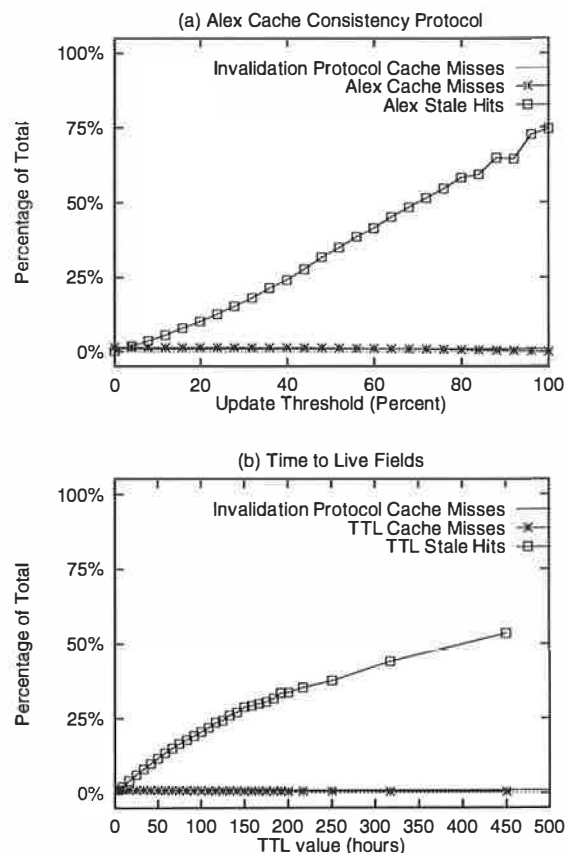 (a) Alex Cache Consistency Protocol
100%
75%
50%
25%
0%
Percentage of Total
Invalidation Protocol Cache Misses
Alex Cache Misses
Alex Stale Hits
0 20 40 60 80 100
Update Threshold (Percent)
(b) Time to Live Fields
100%
75%
50%
25%
0%
Percentage of Total
Invalidation Protocol Cache Misses
TTL Cache Misses
TTL Stale Hits
0 50 100 150 200 250 300 350 400 450 500
TTL value (hours)